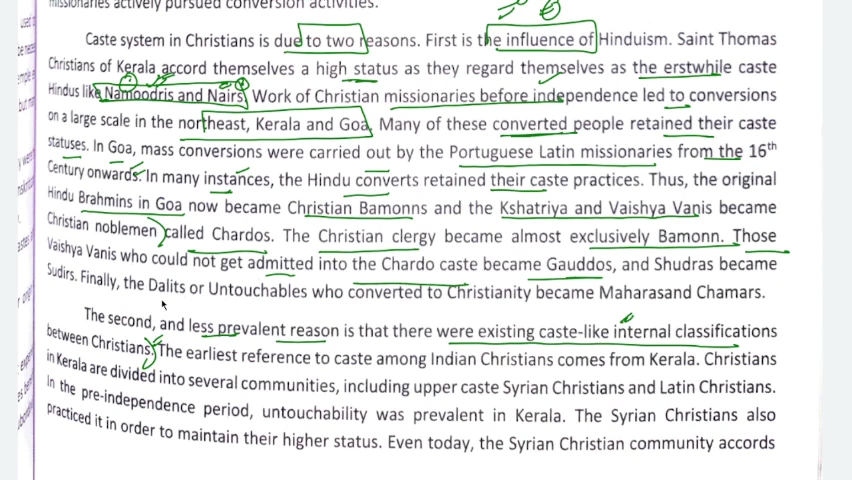 missionaries actively pursued conversion activities.
Caste system in Christians is due to two reasons. First is the influence of Hinduism. Saint Thomas
Christians of Kerala accord themselves a high status as they regard themselves as the erstwhile caste
Hindus like Namoodris and Nairs. Work of Christian missionaries before independence led to conversions
on a large scale in the northeast, Kerala and Goa. Many of these converted people retained their caste
statuses. In Goa, mass conversions were carried out by the Portuguese Latin missionaries from the 16th
Century onwards. In many instances, the Hindu converts retained their caste practices. Thus, the original
Hindu Brahmins in Goa now became Christian Bamonns and the Kshatriya and Vaishya Vanis became
Christian noblemen called Chardos. The Christian clergy became almost exclusively Bamonn. Those
Vaishya Vanis who could not get admitted into the Chardo caste became Gauddos, and Shudras became
Sudirs. Finally, the Dalits or Untouchables who converted to Christianity became Maharasand Chamars.
The second, and less prevalent reason is that there were existing caste-like internal classifications
between Christians. The earliest reference to caste among Indian Christians comes from Kerala. Christians
in Kerala are divided into several communities, including upper caste Syrian Christians and Latin Christians.
In the pre-independence period, untouchability was prevalent in Kerala. The Syrian Christians also
practiced it in order to maintain their higher status. Even today, the Syrian Christian community accords